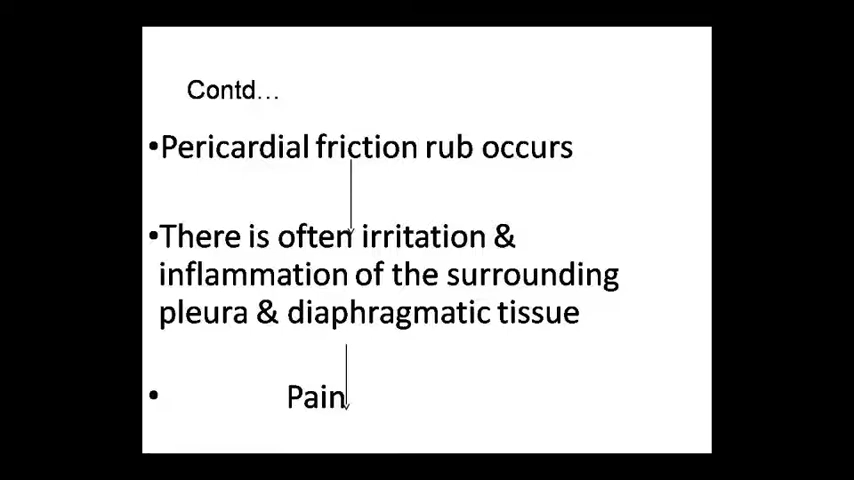 Contd...
•Pericardial friction rub occurs
•There is often irritation &
inflammation of the surrounding
pleura & diaphragmatic tissue
• Pain